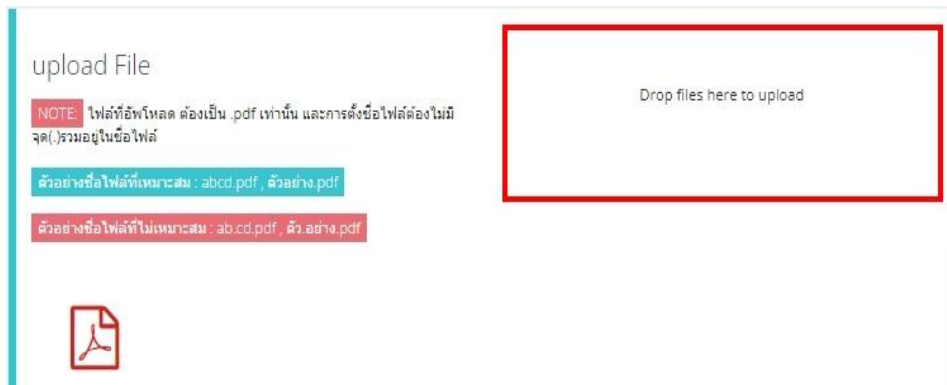 upload File
NOTE: ไฟล์ที่อัพโหลด ต้องเป็น .pdf เท่านั้น และการตั้งชื่อไฟล์ต้องไม่มี
จุด(.)รวมอยู่ในชื่อไฟล์
ตัวอย่างชื่อไฟล์ที่เหมาะสม : abcd.pdf , ตัวอย่าง.pdf
ตัวอย่างชื่อไฟล์ที่ไม่เหมาะสม : ab.cd.pdf , ตัว.อย่าง.pdf
Drop files here to upload